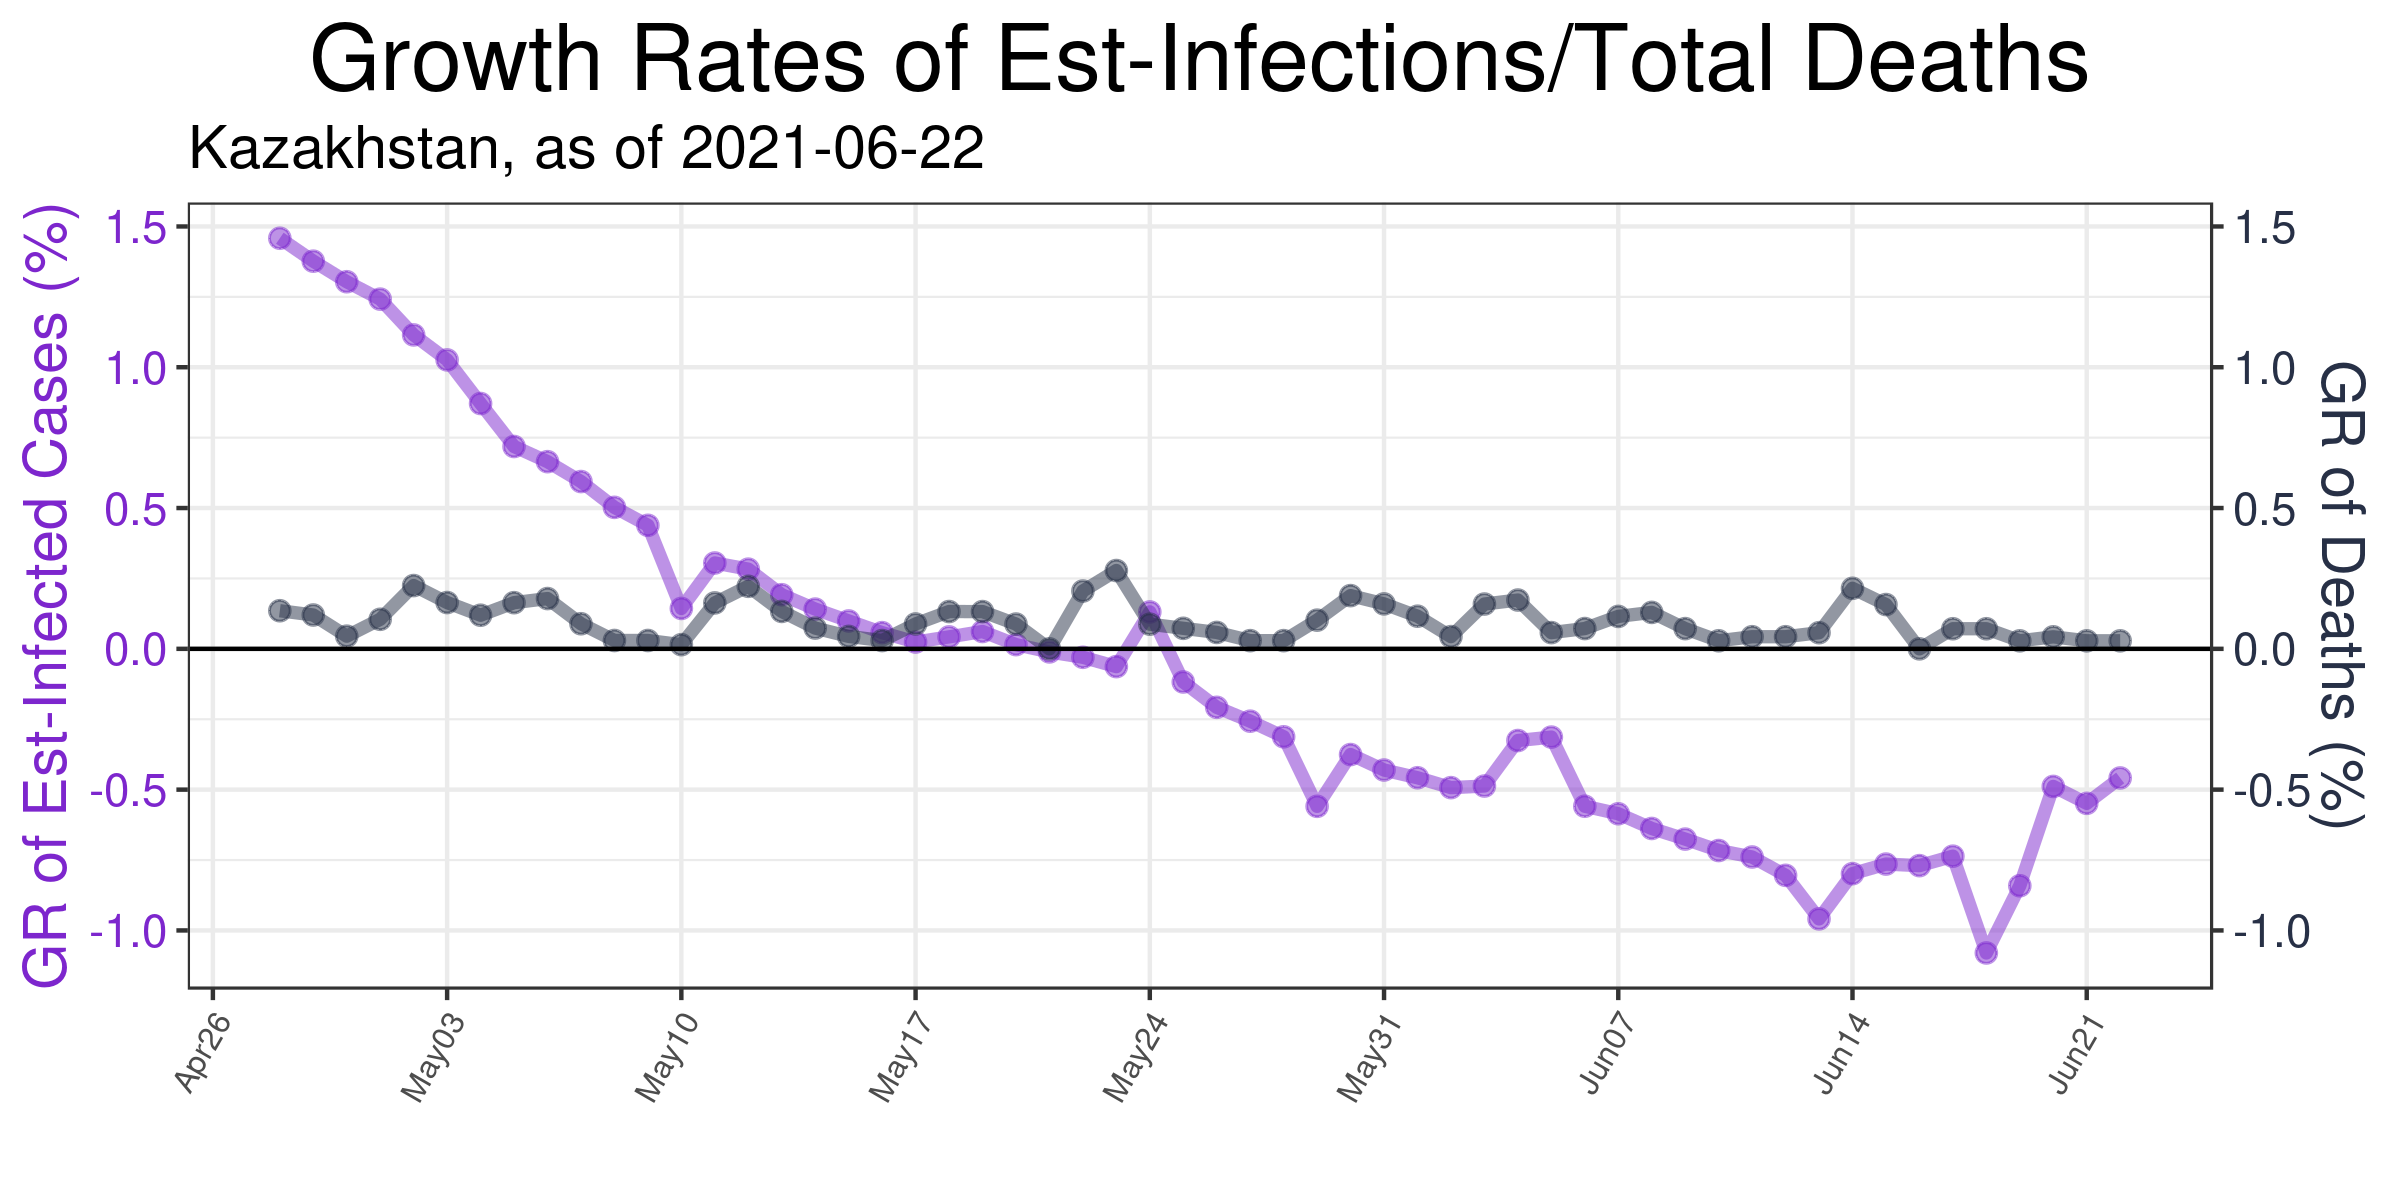 Growth Rates of Est-Infections/Total Deaths
Kazakhstan, as of 2021-06-22
GR of Est-Infected Cases (%)
1.5
1.0
0.5
0.0
-0.5
-1.0
1.5
1.0
0.5
0.0
-0.5
-1.0
GR of Deaths (%)
Apr26
May03
May10
May17
May24
May31
Jun07
Jun14
Jun21